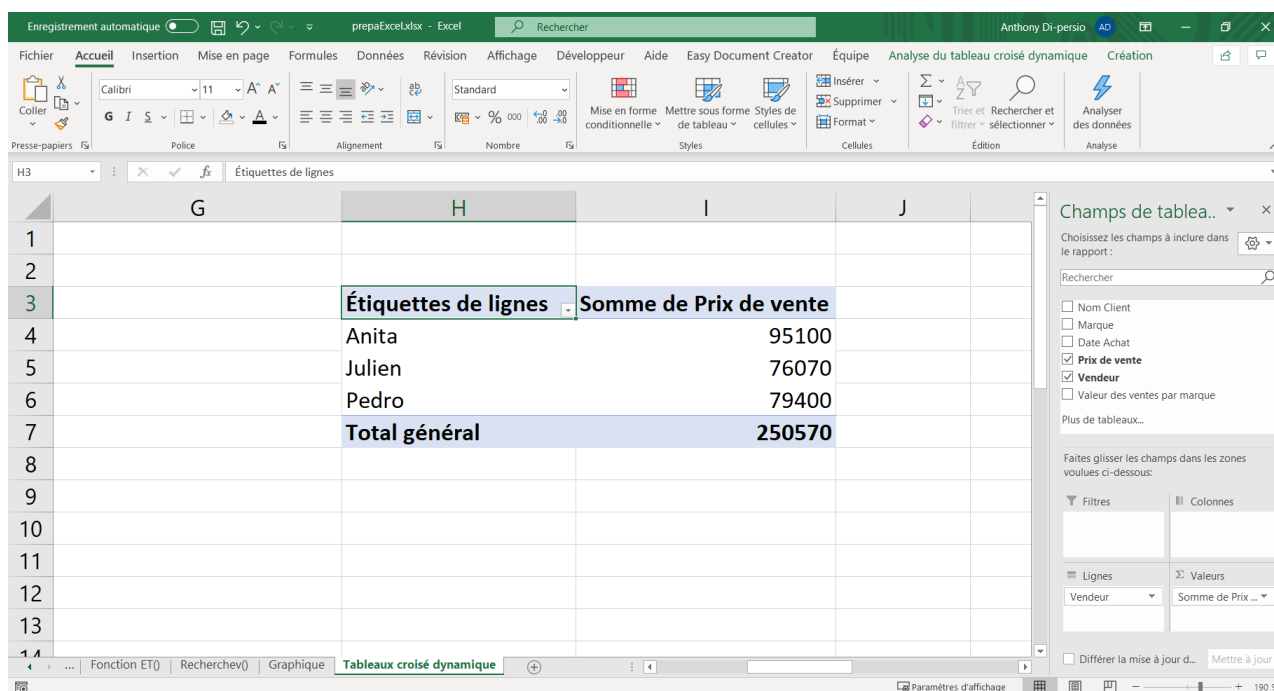 Enregistrement automatique prepaExcel.xlsx - Excel Rechercher Anthony Di-persio AD
Fichier Accueil Insertion Mise en page Formules Données Révision Affichage Développeur Aide Easy Document Creator Équipe Analyse du tableau croisé dynamique Création
Coller
Calibri 11
Standard
G I S A
% 000
Mise en forme conditionnelle
Mettre sous forme de tableau
Styles de cellules
Insérer
Supprimer
Format
Trier et filtrer
Rechercher et sélectionner
Analyser des données
Presse-papiers Police Alignement Nombre Styles Cellules Édition Analyse
H3 fx Étiquettes de lignes
G H I J
1
2
3 Étiquettes de lignes Somme de Prix de vente
4 Anita 95100
5 Julien 76070
6 Pedro 79400
7 Total général 250570
8
9
10
11
12
13
14
Champs de tablea..
Choisissez les champs à inclure dans
le rapport :
Rechercher
Nom Client
Marque
Date Achat
Prix de vente
Vendeur
Valeur des ventes par marque
Plus de tableaux...
Faites glisser les champs dans les zones
voulues ci-dessous:
Filtres Colonnes
Lignes Σ Valeurs
Vendeur Somme de Prix ...
Différer la mise à jour d... Mettre à jour
... Fonction ET() Recherchev() Graphique Tableaux croisé dynamique
Paramètres d'affichage 190 %